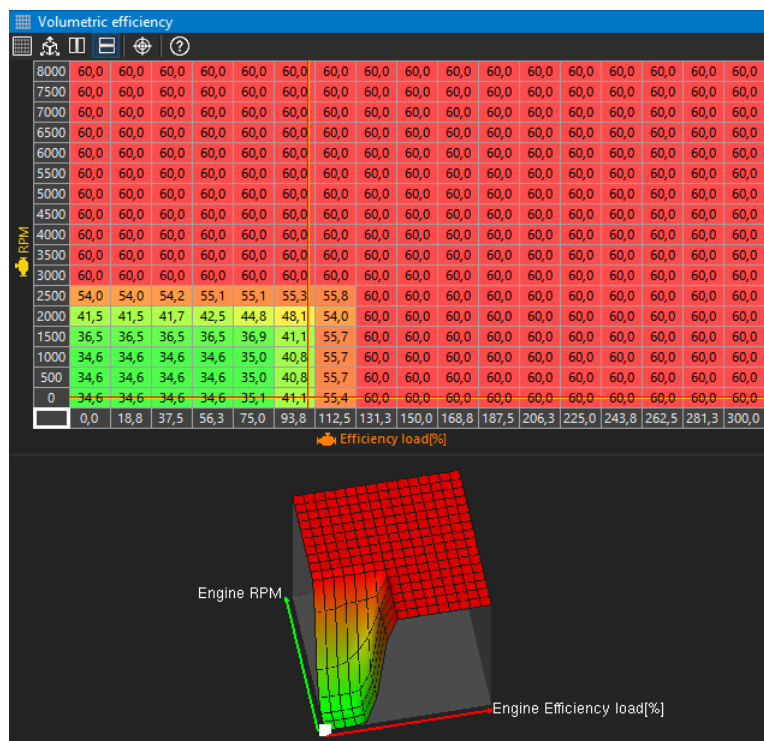 Volumetric efficiency
8000 60,0 60,0 60,0 60,0 60,0 60,0 60,0 60,0 60,0 60,0 60,0 60,0 60,0 60,0 60,0 60,0 60,0
7500 60,0 60,0 60,0 60,0 60,0 60,0 60,0 60,0 60,0 60,0 60,0 60,0 60,0 60,0 60,0 60,0 60,0
7000 60,0 60,0 60,0 60,0 60,0 60,0 60,0 60,0 60,0 60,0 60,0 60,0 60,0 60,0 60,0 60,0 60,0
6500 60,0 60,0 60,0 60,0 60,0 60,0 60,0 60,0 60,0 60,0 60,0 60,0 60,0 60,0 60,0 60,0 60,0
6000 60,0 60,0 60,0 60,0 60,0 60,0 60,0 60,0 60,0 60,0 60,0 60,0 60,0 60,0 60,0 60,0 60,0
5500 60,0 60,0 60,0 60,0 60,0 60,0 60,0 60,0 60,0 60,0 60,0 60,0 60,0 60,0 60,0 60,0 60,0
5000 60,0 60,0 60,0 60,0 60,0 60,0 60,0 60,0 60,0 60,0 60,0 60,0 60,0 60,0 60,0 60,0 60,0
4500 60,0 60,0 60,0 60,0 60,0 60,0 60,0 60,0 60,0 60,0 60,0 60,0 60,0 60,0 60,0 60,0 60,0
4000 60,0 60,0 60,0 60,0 60,0 60,0 60,0 60,0 60,0 60,0 60,0 60,0 60,0 60,0 60,0 60,0 60,0
3500 60,0 60,0 60,0 60,0 60,0 60,0 60,0 60,0 60,0 60,0 60,0 60,0 60,0 60,0 60,0 60,0 60,0
3000 60,0 60,0 60,0 60,0 60,0 60,0 60,0 60,0 60,0 60,0 60,0 60,0 60,0 60,0 60,0 60,0 60,0
2500 54,0 54,0 54,2 55,1 55,1 55,3 55,8 60,0 60,0 60,0 60,0 60,0 60,0 60,0 60,0 60,0 60,0
2000 41,5 41,5 41,7 42,5 44,8 48,1 54,0 60,0 60,0 60,0 60,0 60,0 60,0 60,0 60,0 60,0 60,0
1500 36,5 36,5 36,5 36,5 36,9 41,1 55,7 60,0 60,0 60,0 60,0 60,0 60,0 60,0 60,0 60,0 60,0
1000 34,6 34,6 34,6 34,6 35,0 40,8 55,7 60,0 60,0 60,0 60,0 60,0 60,0 60,0 60,0 60,0 60,0
500 34,6 34,6 34,6 34,6 35,0 40,8 55,7 60,0 60,0 60,0 60,0 60,0 60,0 60,0 60,0 60,0 60,0
0 34,6 34,6 34,6 34,6 35,1 41,1 55,4 60,0 60,0 60,0 60,0 60,0 60,0 60,0 60,0 60,0 60,0
0,0 18,8 37,5 56,3 75,0 93,8 112,5 131,3 150,0 168,8 187,5 206,3 225,0 243,8 262,5 281,3 300,0
RPM
Efficiency load[%]
Engine RPM
Engine Efficiency load[%]